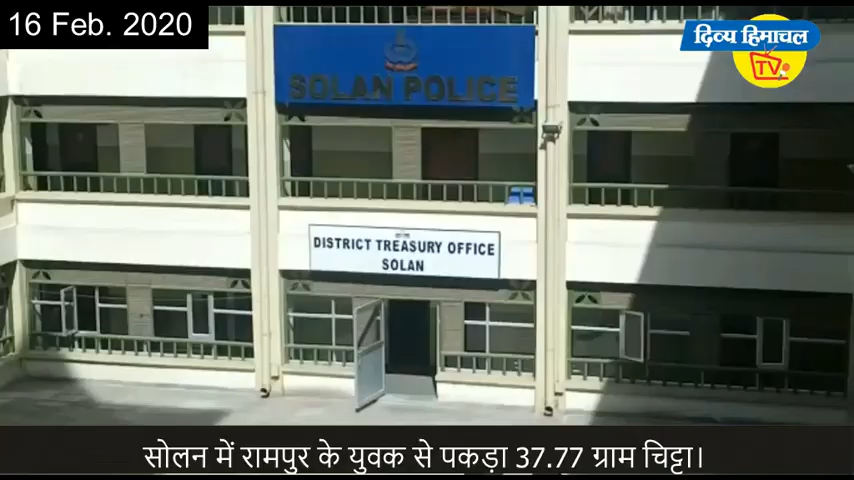 16 Feb. 2020
दिव्य हिमाचल
TV
SOLAN POLICE
DISTRICT TREASURY OFFICE
SOLAN
सोलन में रामपुर के युवक से पकड़ा 37.77 ग्राम चिट्टा।